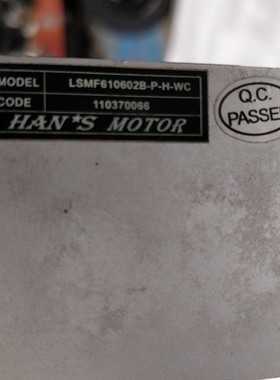 MODEL LSMF610602B-P-H-WC
CODE 110370066
HAN*S MOTOR
Q.C.
PASSE